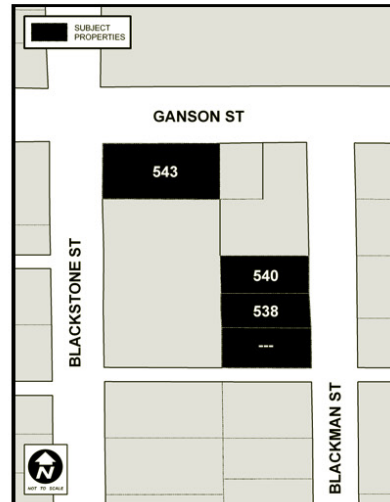 SUBJECT
PROPERTIES
GANSON ST
543
BLACKSTONE ST
540
538
---
BLACKMAN ST
N
NOT TO SCALE